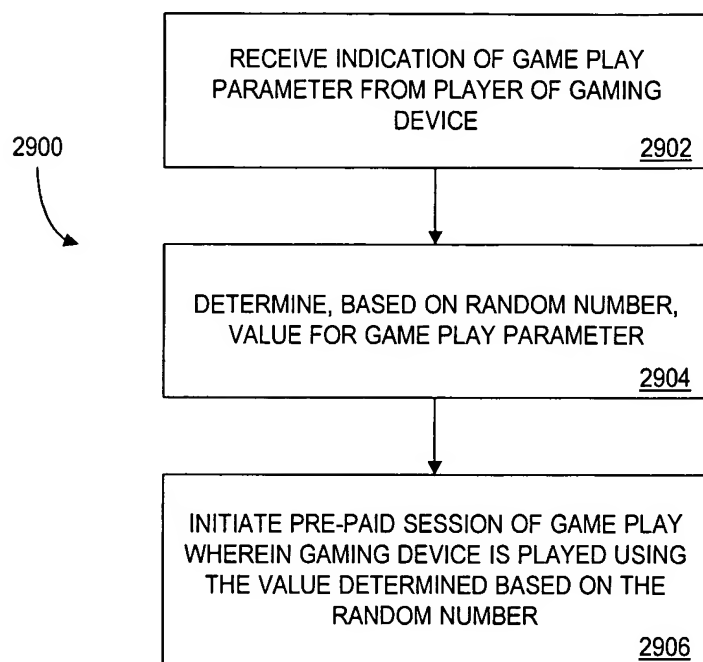 RECEIVE INDICATION OF GAME PLAY
PARAMETER FROM PLAYER OF GAMING
DEVICE
2902
2900
DETERMINE, BASED ON RANDOM NUMBER,
VALUE FOR GAME PLAY PARAMETER
2904
INITIATE PRE-PAID SESSION OF GAME PLAY
WHEREIN GAMING DEVICE IS PLAYED USING
THE VALUE DETERMINED BASED ON THE
RANDOM NUMBER
2906